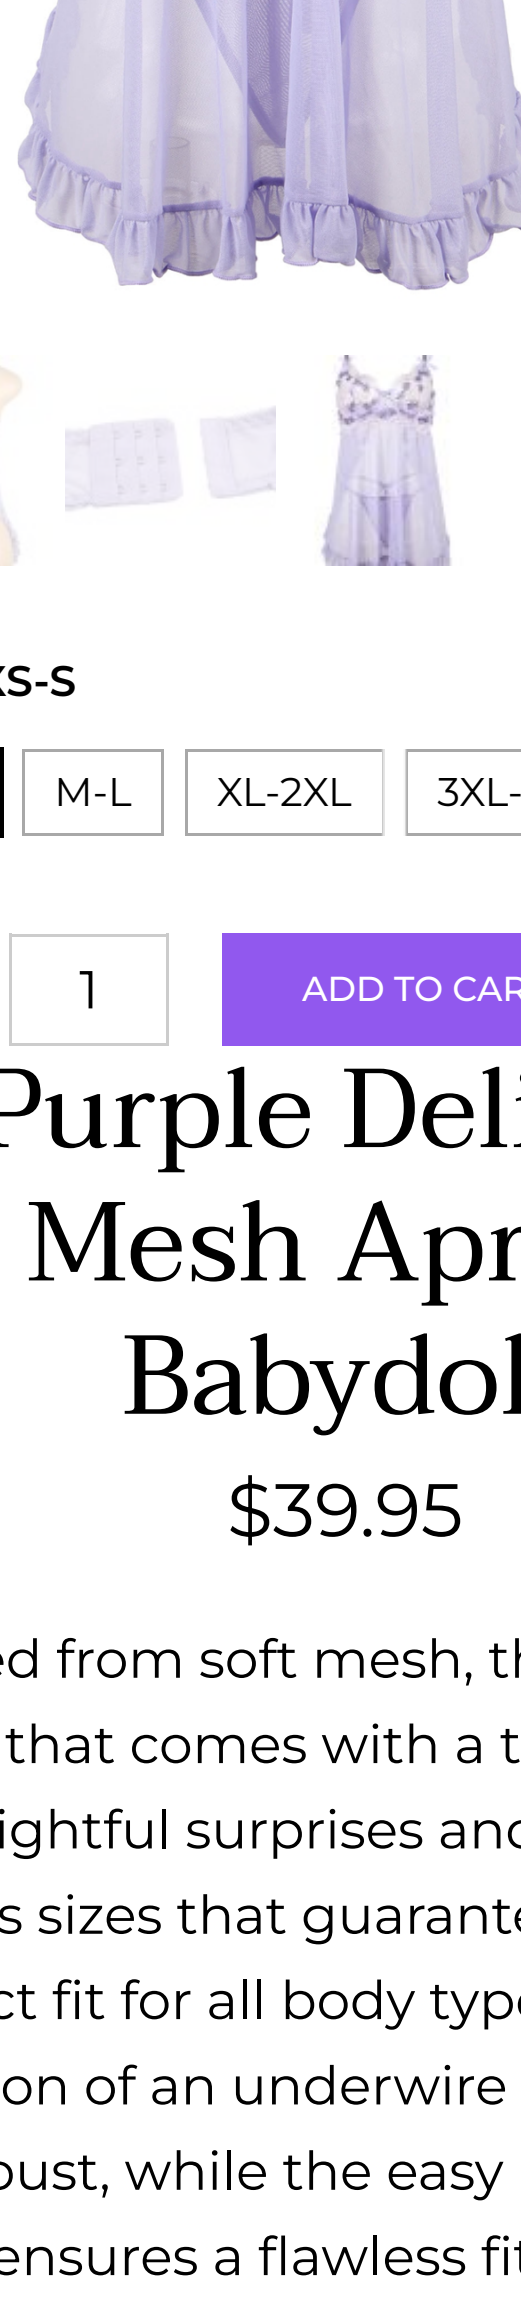 XS-S
M-L XL-2XL 3XL-
1 ADD TO CAR
Purple Deli
Mesh Apr
Babydol
$39.95
ed from soft mesh, th
that comes with a t
ightful surprises and
s sizes that guarante
ct fit for all body type
on of an underwire
bust, while the easy
ensures a flawless fit